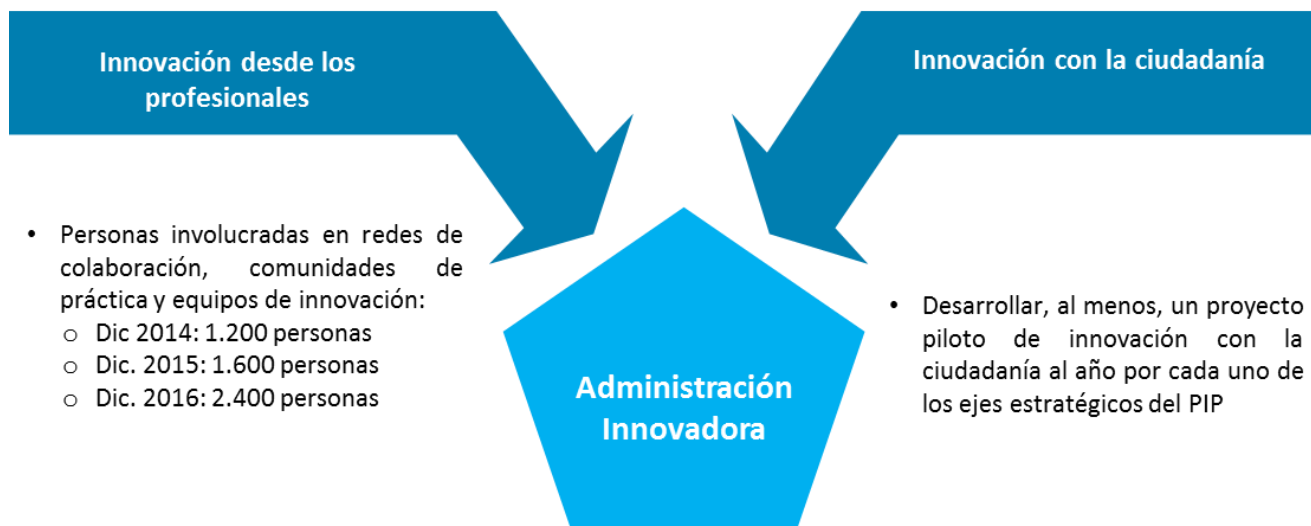 Innovación desde los
profesionales
Innovación con la ciudadanía
• Personas involucradas en redes de
colaboración, comunidades de
práctica y equipos de innovación:
o Dic 2014: 1.200 personas
o Dic. 2015: 1.600 personas
o Dic. 2016: 2.400 personas
• Desarrollar, al menos, un proyecto
piloto de innovación con la
ciudadanía al año por cada uno de
los ejes estratégicos del PIP
Administración
Innovadora